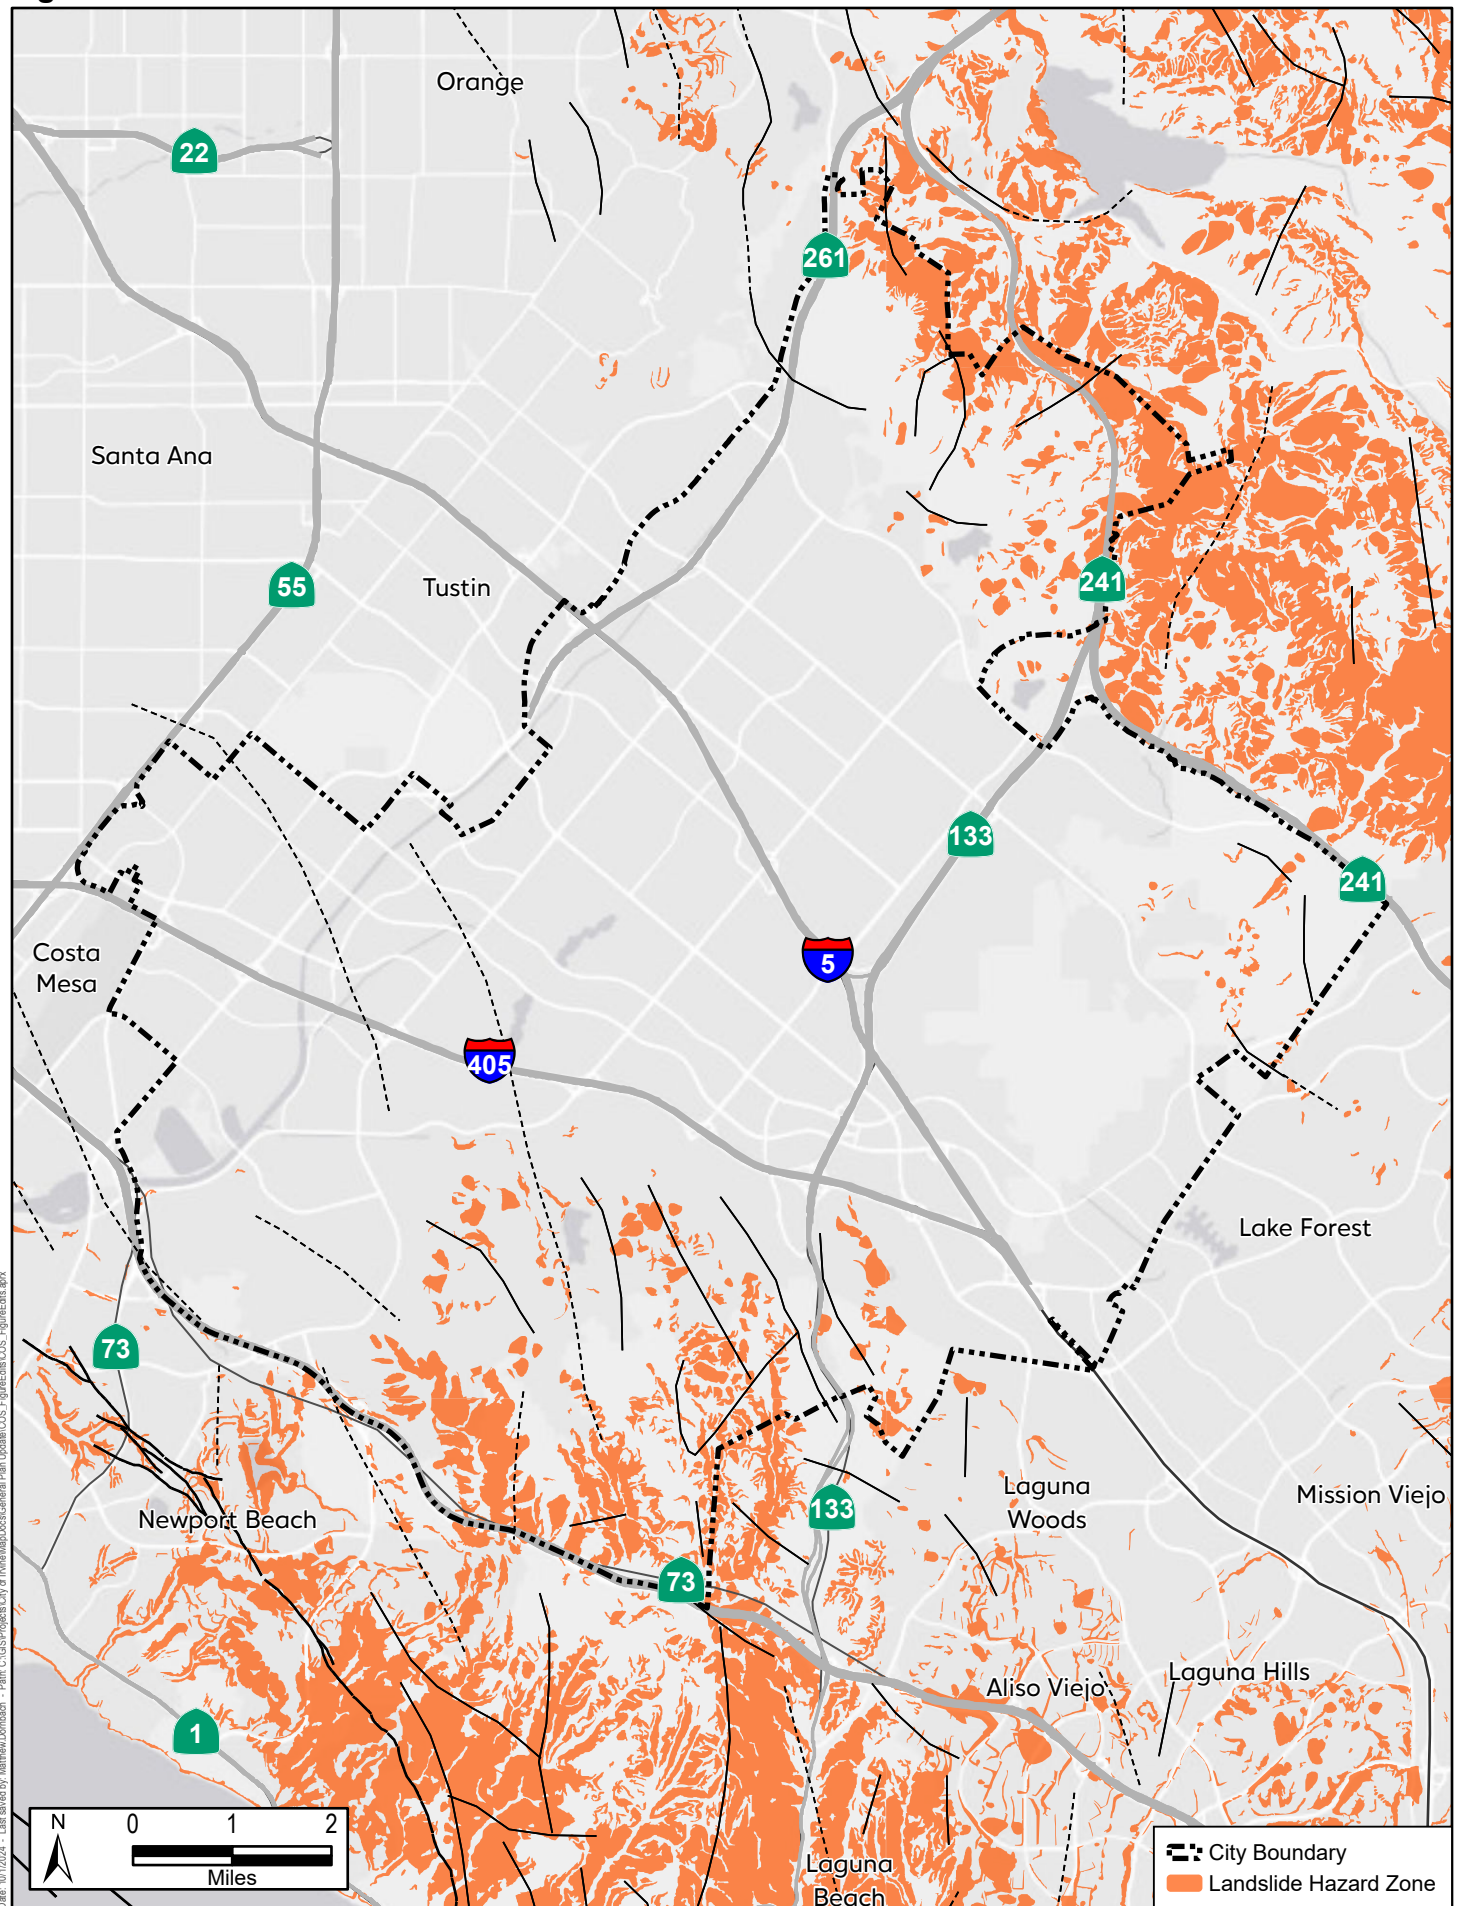 Orange
22
261
Santa Ana
55
Tustin
241
133
241
Costa
Mesa
5
405
Lake Forest
73
Laguna
Woods
133
Mission Viejo
Newport Beach
73
Laguna Hills
Aliso Viejo
1
Laguna
Beach
N
0 1 2
Miles
City Boundary
Landslide Hazard Zone